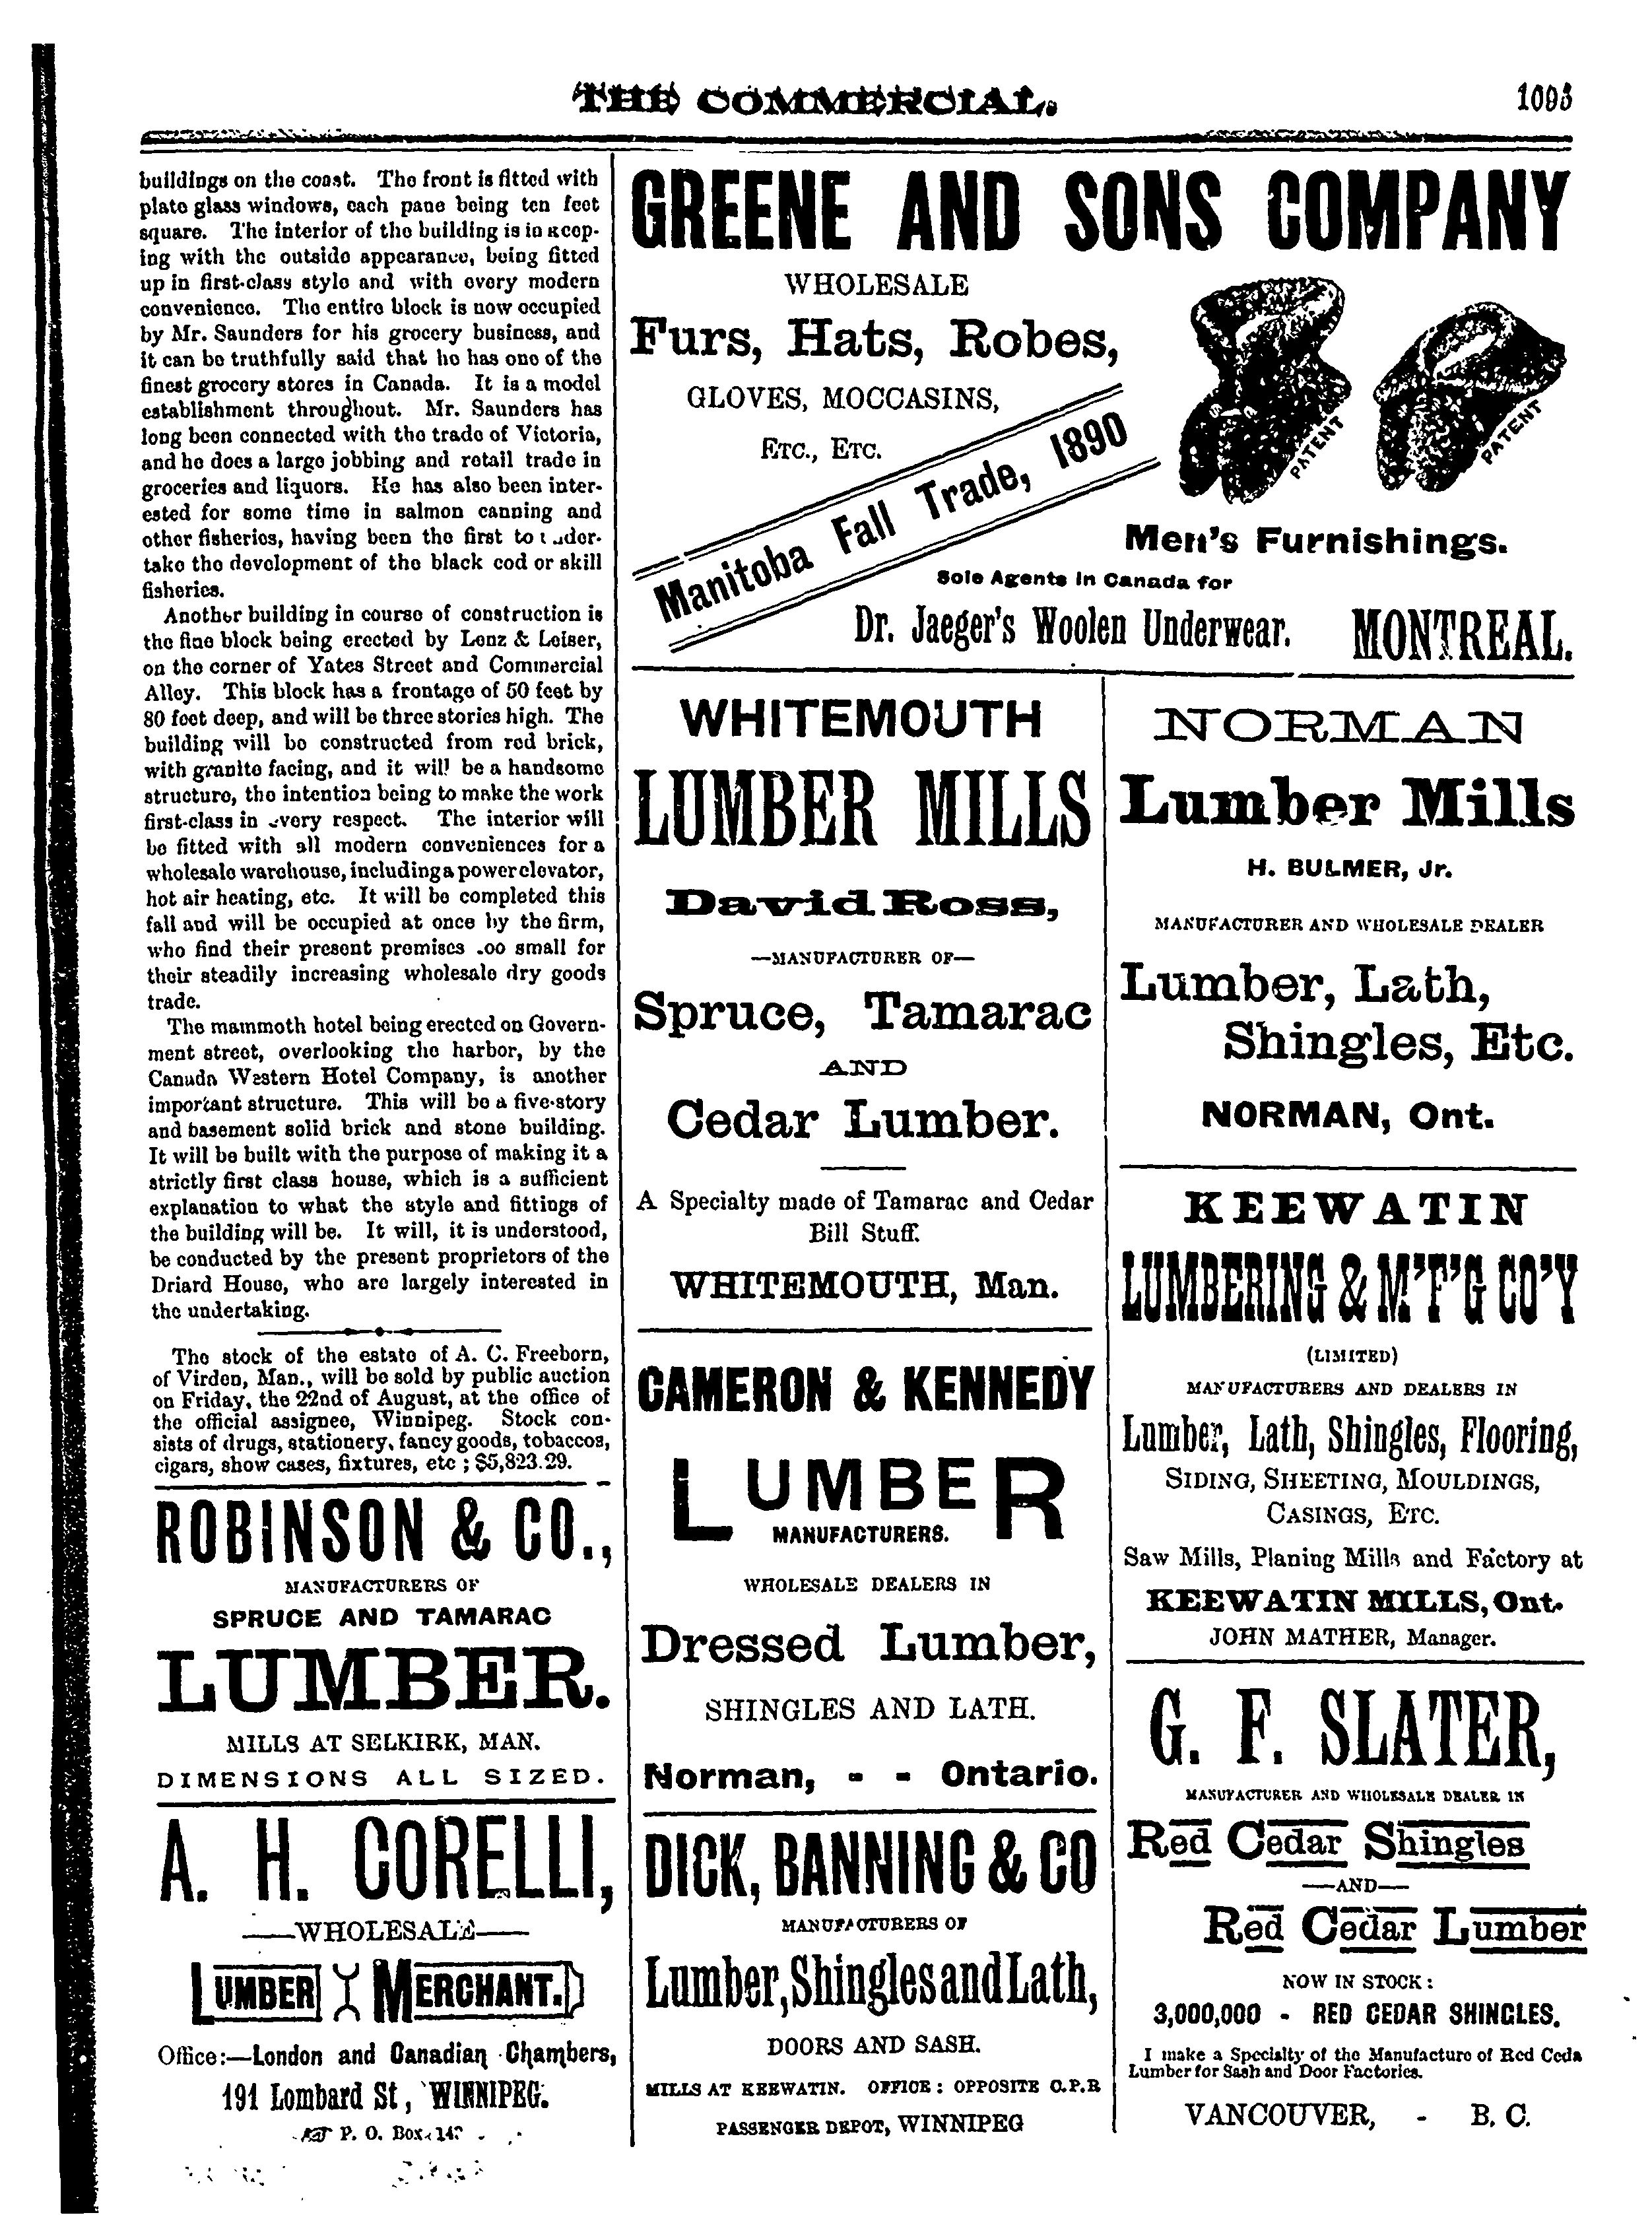 THE COMMERCIAL.
1093
buildings on the coast. The front is fitted with
plate glass windows, each pane being ten feet
square. The interior of the building is in keep-
ing with the outside appearance, being fitted
up in first-class style and with every modern
convenience. The entire block is now occupied
by Mr. Saunders for his grocery business, and
it can be truthfully said that he has one of the
finest grocery stores in Canada. It is a model
establishment throughout. Mr. Saunders has
long been connected with the trade of Victoria,
and he does a large jobbing and retail trade in
groceries and liquors. He has also been inter-
ested for some time in salmon canning and
other fisheries, having been the first to
take the development of the black cod or skill
fisheries.
Another building in course of construction is
the fine block being erected by Lenz & Leiser,
on the corner of Yates Street and Commercial
Alley. This block has a frontage of 50 feet by
80 feet deep, and will be three stories high. The
building will be constructed from red brick,
with granite facing, and it will be a handsome
structure, the intention being to make the work
first-class in every respect. The interior will
be fitted with all modern conveniences for a
wholesale warehouse, including a power elevator,
hot air heating, etc. It will be completed this
fall and will be occupied at once by the firm,
who find their present premises too small for
their steadily increasing wholesale dry goods
trade.
The mammoth hotel being erected on Govern-
ment street, overlooking the harbor, by the
Canada Western Hotel Company, is another
important structure. This will be a five-story
and basement solid brick and stone building.
It will be built with the purpose of making it a
strictly first class house, which is a sufficient
explanation to what the style and fittings of
the building will be. It will, it is understood,
be conducted by the present proprietors of the
Driard House, who are largely interested in
the undertaking.
The stock of the estate of A. C. Freeborn,
of Virden, Man., will be sold by public auction
on Friday, the 22nd of August, at the office of
the official assignee, Winnipeg. Stock con-
sists of drugs, stationery, fancy goods, tobaccos,
cigars, show cases, fixtures, etc ; $5,823.29.
ROBINSON & CO.,
MANUFACTURERS OF
SPRUCE AND TAMARAC
LUMBER.
MILLS AT SELKIRK, MAN.
DIMENSIONS ALL SIZED.
A. H. CORELLI,
—WHOLESALE—
LUMBER MERCHANT.
Office:—London and Canadian Chambers,
191 Lombard St, WINNIPEG.
P. O. Box
GREENE AND SONS COMPANY
WHOLESALE
Furs, Hats, Robes,
GLOVES, MOCCASINS,
ETC., ETC.
Manitoba Fall Trade, 1890
PATENT
PATENT
Men's Furnishings.
Sole Agents in Canada for
Dr. Jaeger's Woolen Underwear.
MONTREAL.
WHITEMOUTH
LUMBER MILLS
David Ross,
—MANUFACTURER OF—
Spruce, Tamarac
AND
Cedar Lumber.
A Specialty made of Tamarac and Cedar
Bill Stuff.
WHITEMOUTH, Man.
CAMERON & KENNEDY
LUMBER
MANUFACTURERS.
WHOLESALE DEALERS IN
Dressed Lumber,
SHINGLES AND LATH.
Norman, - - Ontario.
DICK, BANNING & CO
MANUFACTURERS OF
Lumber, Shingles and Lath,
DOORS AND SASH.
MILLS AT KEEWATIN. OFFICE: OPPOSITE C.P.R
PASSENGER DEPOT, WINNIPEG
NORMAN
Lumber Mills
H. BULMER, Jr.
MANUFACTURER AND WHOLESALE DEALER
Lumber, Lath,
Shingles, Etc.
NORMAN, Ont.
KEEWATIN
LUMBERING & M'F'G CO'Y
(LIMITED)
MANUFACTURERS AND DEALERS IN
Lumber, Lath, Shingles, Flooring,
SIDING, SHEETING, MOULDINGS,
CASINGS, ETC.
Saw Mills, Planing Mills and Factory at
KEEWATIN MILLS, Ont.
JOHN MATHER, Manager.
G. F. SLATER,
MANUFACTURER AND WHOLESALE DEALER IN
Red Cedar Shingles
—AND—
Red Cedar Lumber
NOW IN STOCK:
3,000,000 - RED CEDAR SHINGLES.
I make a Specialty of the Manufacture of Red Ceda
Lumber for Sash and Door Factories.
VANCOUVER, - B. C.